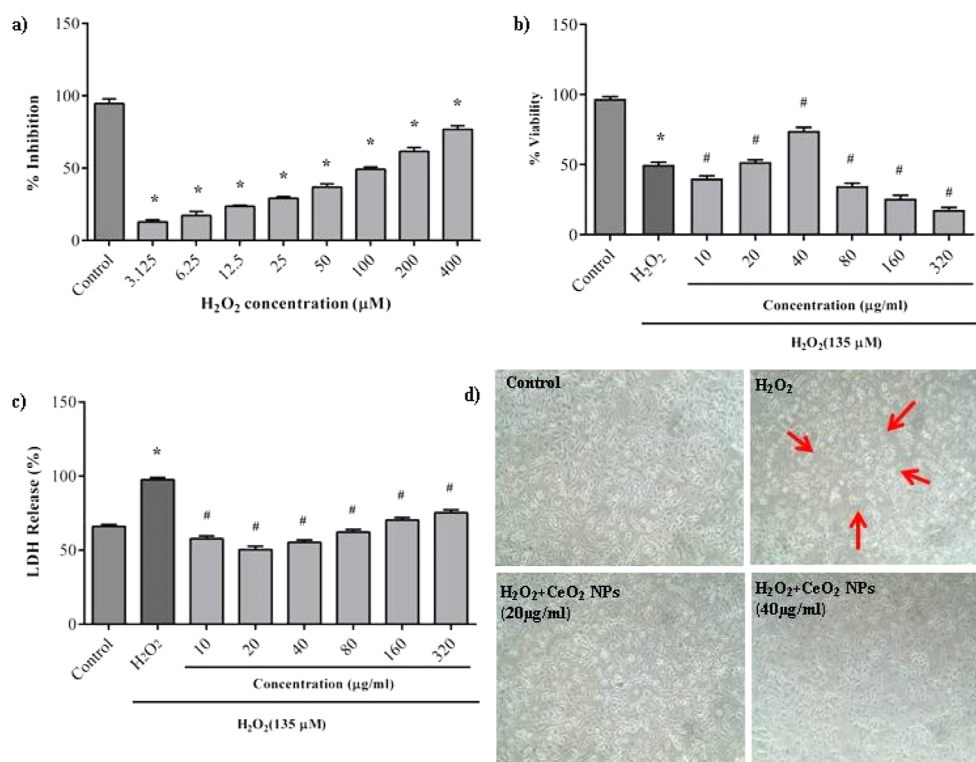 a)
150
100
50
0
% Inhibition
*
*
*
*
*
*
*
*
Control
3.125
6.25
12.5
25
50
100
200
400
H₂O₂ concentration (μM)
b)
150
100
50
0
% Viability
*
#
#
#
#
#
#
Control
H₂O₂
10
20
40
80
160
320
Concentration (μg/ml)
H₂O₂(135 μM)
c)
150
100
50
0
LDH Release (%)
*
#
#
#
#
#
#
Control
H₂O₂
10
20
40
80
160
320
Concentration (μg/ml)
H₂O₂(135 μM)
d)
Control
H₂O₂
H₂O₂+CeO₂ NPs
(20μg/ml)
H₂O₂+CeO₂ NPs
(40μg/ml)